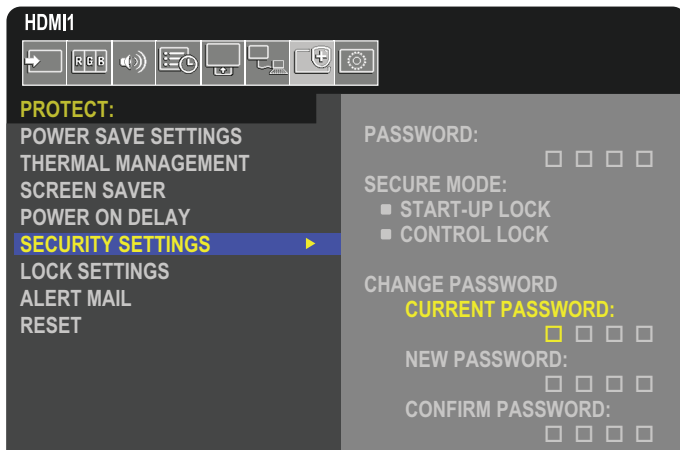 HDMI1
RGB
PROTECT:
POWER SAVE SETTINGS
THERMAL MANAGEMENT
SCREEN SAVER
POWER ON DELAY
SECURITY SETTINGS
LOCK SETTINGS
ALERT MAIL
RESET
PASSWORD:
SECURE MODE:
START-UP LOCK
CONTROL LOCK
CHANGE PASSWORD
CURRENT PASSWORD:
NEW PASSWORD:
CONFIRM PASSWORD: